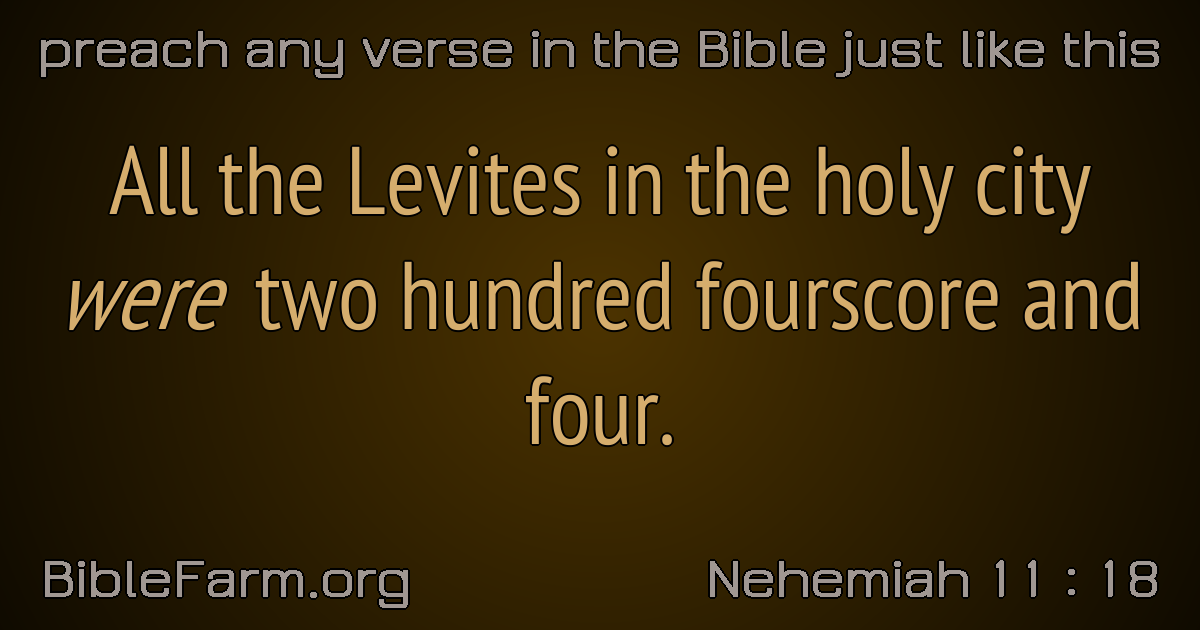 preach any verse in the Bible just like this
All the Levites in the holy city
were two hundred fourscore and
four.
BibleFarm.org
Nehemiah 11 : 18